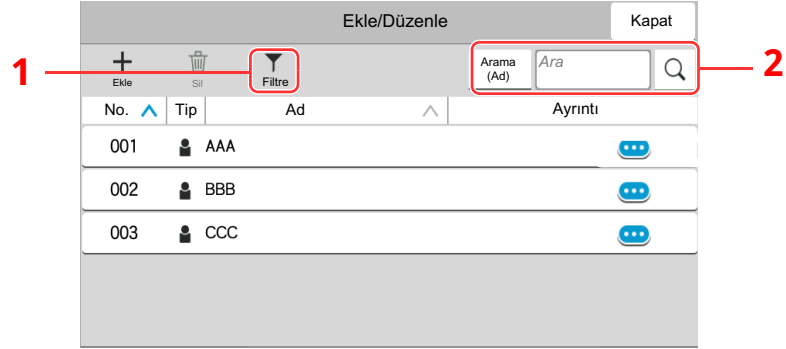 Ekle/Düzenle
Kapat
1
Ekle
Sil
Filtre
Arama
(Ad)
Ara
2
No.
Tip
Ad
Ayrıntı
001
AAA
002
BBB
003
CCC